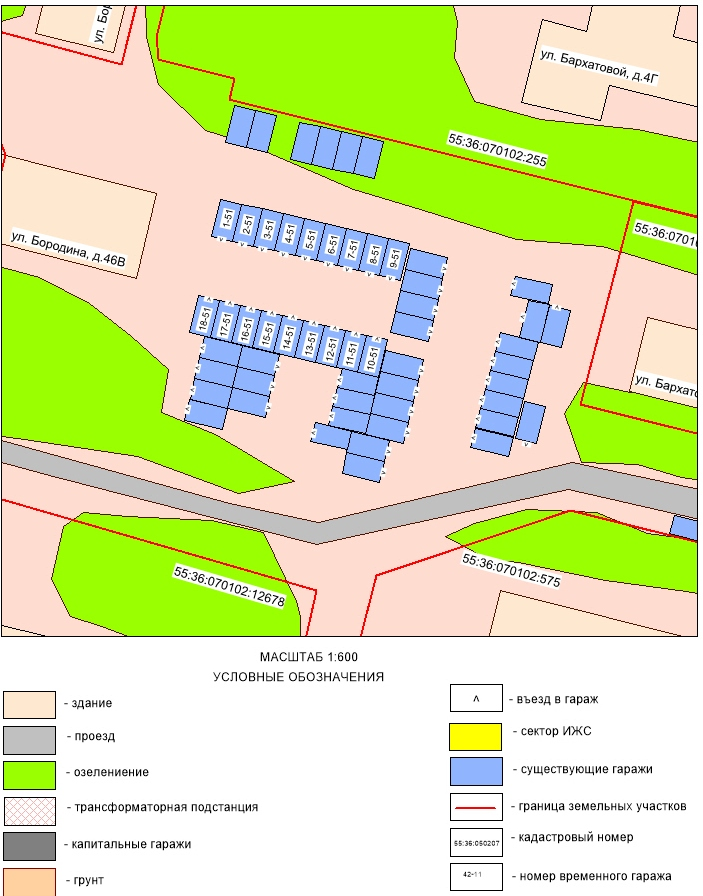 ул. Бор
ул. Бархатовой, д.4Г
55:36:070102:255
55:36:07010
ул. Бородина, д.46В
1-51
2-51
3-51
4-51
5-51
6-51
7-51
8-51
9-51
18-51
17-51
16-51
15-51
14-51
13-51
12-51
11-51
10-51
ул. Бархато
55:36:070102:12678
55:36:070102:575
МАСШТАБ 1:600
УСЛОВНЫЕ ОБОЗНАЧЕНИЯ
- здание
- проезд
- озелениение
- трансформаторная подстанция
- капитальные гаражи
- грунт
- въезд в гараж
- сектор ИЖС
- существующие гаражи
- граница земельных участков
55:36:050207 - кадастровый номер
42-11 - номер временного гаража